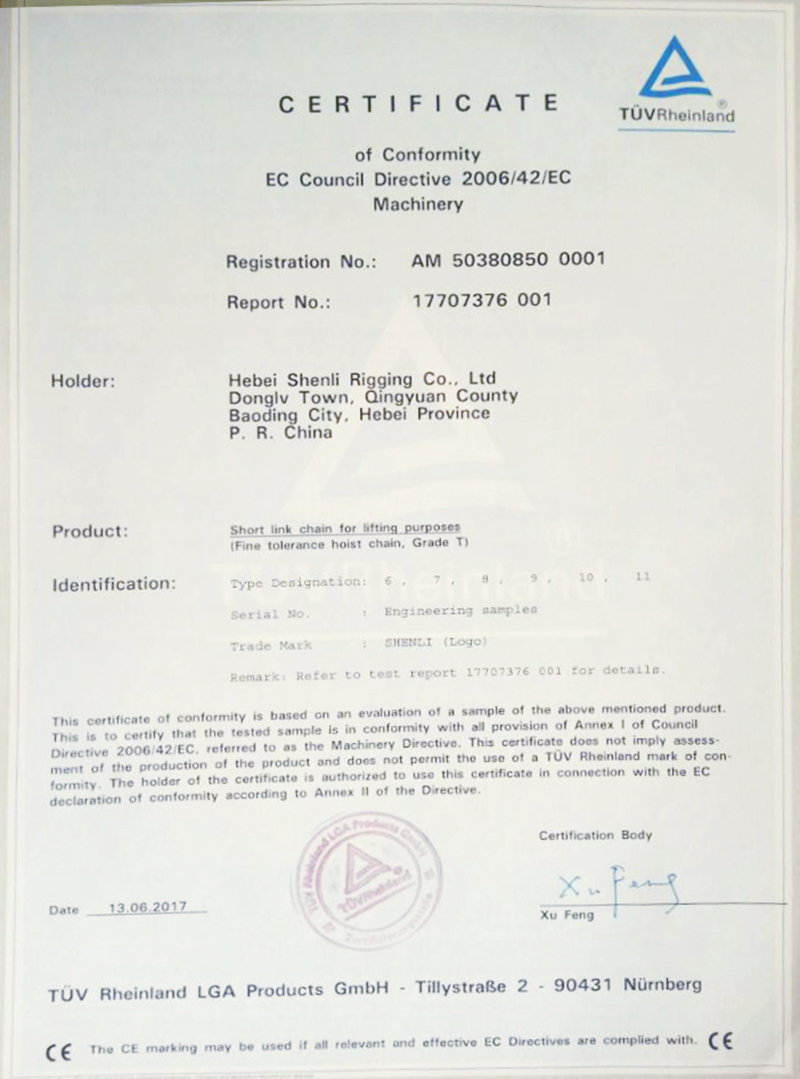 TÜVRheinland®
CERTIFICATE
of Conformity
EC Council Directive 2006/42/EC
Machinery
Registration No.: AM 50380850 0001
Report No.: 17707376 001
Holder: Hebei Shenli Rigging Co., Ltd
Donglv Town, Qingyuan County
Baoding City, Hebei Province
P. R. China
Product: Short link chain for lifting purposes
(Fine tolerance hoist chain, Grade T)
Identification: Type Designation: 6 , 7 , 8 , 9 , 10 , 11
Serial No. : Engineering samples
Trade Mark : SHENLI (Logo)
Remark: Refer to test report 17707376 001 for details.
This certificate of conformity is based on an evaluation of a sample of the above mentioned product.
This is to certify that the tested sample is in conformity with all provision of Annex I of Council
Directive 2006/42/EC, referred to as the Machinery Directive. This certificate does not imply assess-
ment of the production of the product and does not permit the use of a TÜV Rheinland mark of con-
formity. The holder of the certificate is authorized to use this certificate in connection with the EC
declaration of conformity according to Annex II of the Directive.
TÜV Rheinland LGA Products GmbH
TÜVRheinland
Zertifizierungsstelle
Certification Body
Xu Feng
Date 13.06.2017
Xu Feng
TÜV Rheinland LGA Products GmbH - Tillystraße 2 - 90431 Nürnberg
CE The CE marking may be used if all relevant and effective EC Directives are complied with. CE